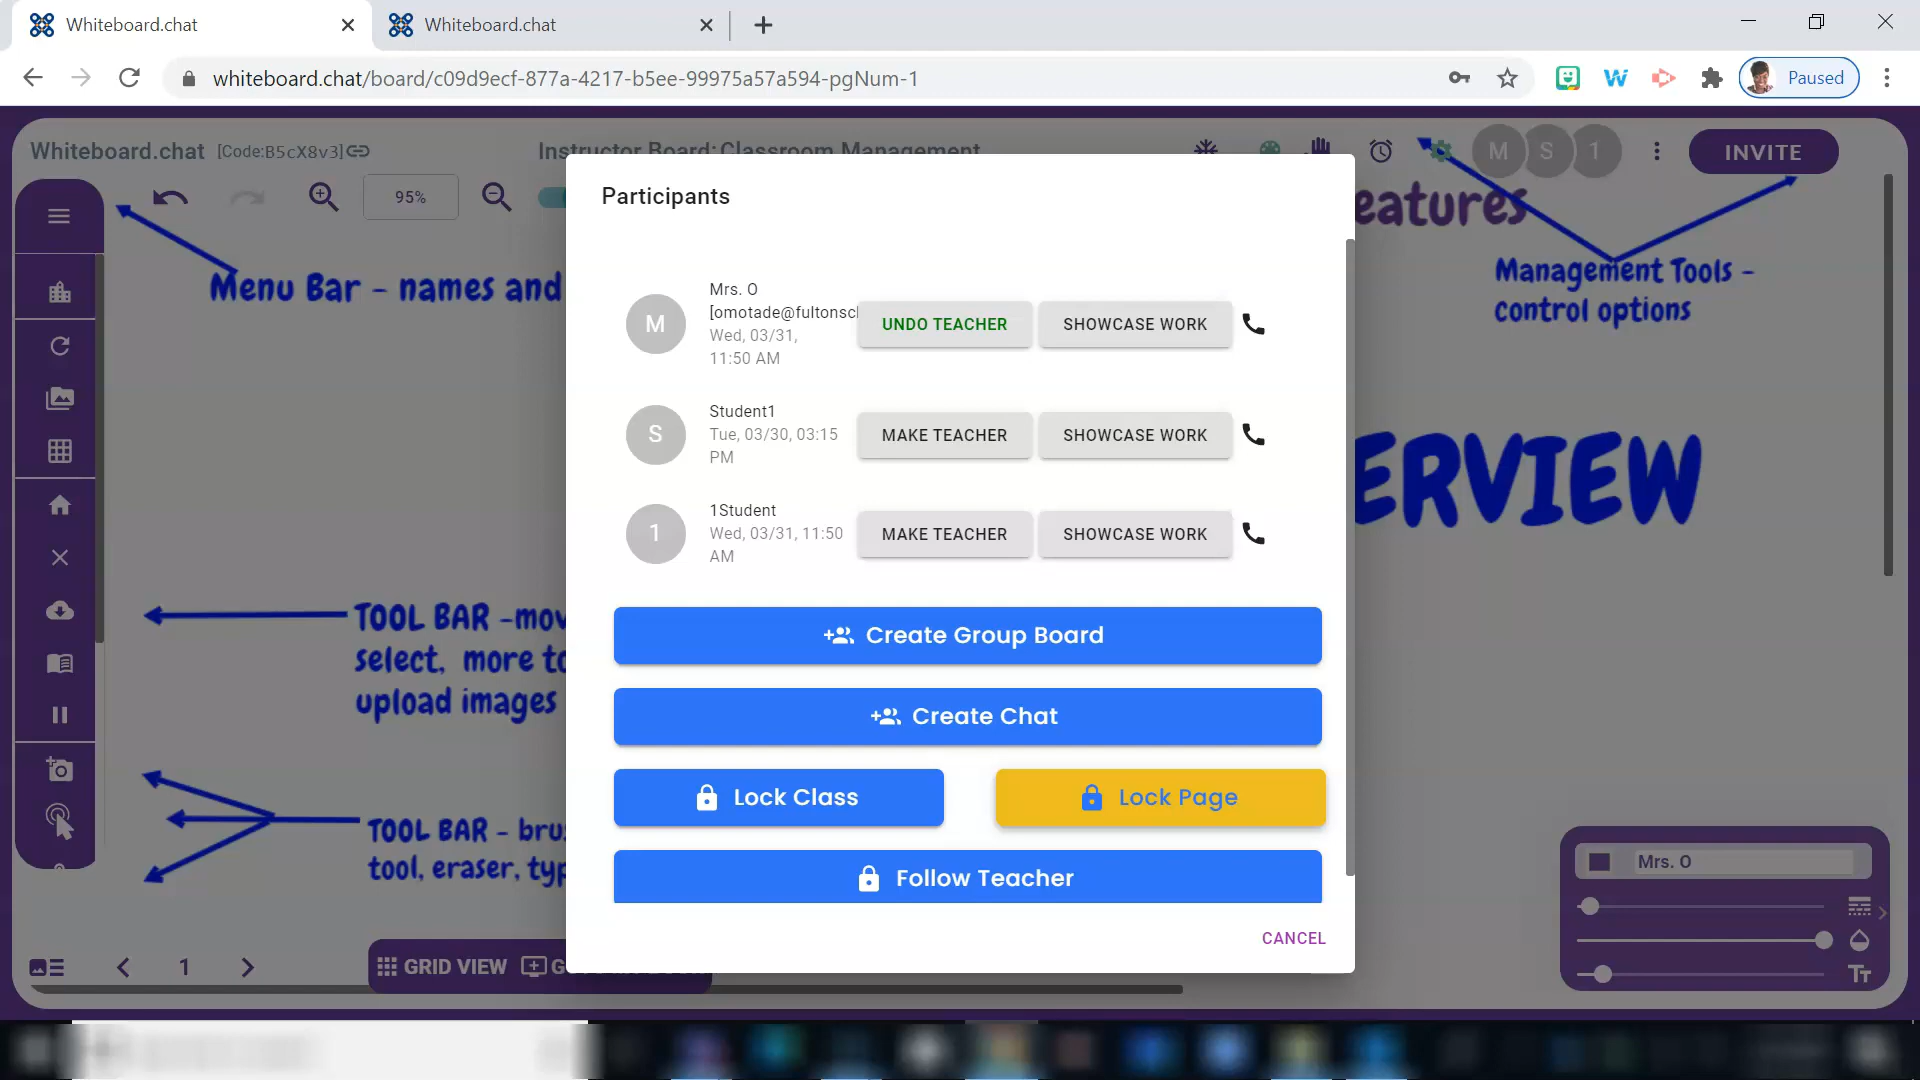 Whiteboard.chat
Whiteboard.chat
whiteboard.chat/board/c09d9ecf-877a-4217-b5ee-99975a57a594-pgNum-1
Paused
Whiteboard.chat [Code:B5cX8v3]
Instructor Board: Classroom Management
M
S
1
INVITE
95%
eatures
Menu Bar - names and
Management Tools -
control options
Participants
M
Mrs. O
[omotade@fultonscl
Wed, 03/31,
11:50 AM
UNDO TEACHER
SHOWCASE WORK
S
Student1
Tue, 03/30, 03:15
PM
MAKE TEACHER
SHOWCASE WORK
1
1Student
Wed, 03/31, 11:50
AM
MAKE TEACHER
SHOWCASE WORK
ERVIEW
Create Group Board
Create Chat
Lock Class
Lock Page
Follow Teacher
CANCEL
TOOL BAR -mov
select, more to
upload images
TOOL BAR - brus
tool, eraser, typ
Mrs. O
1
GRID VIEW